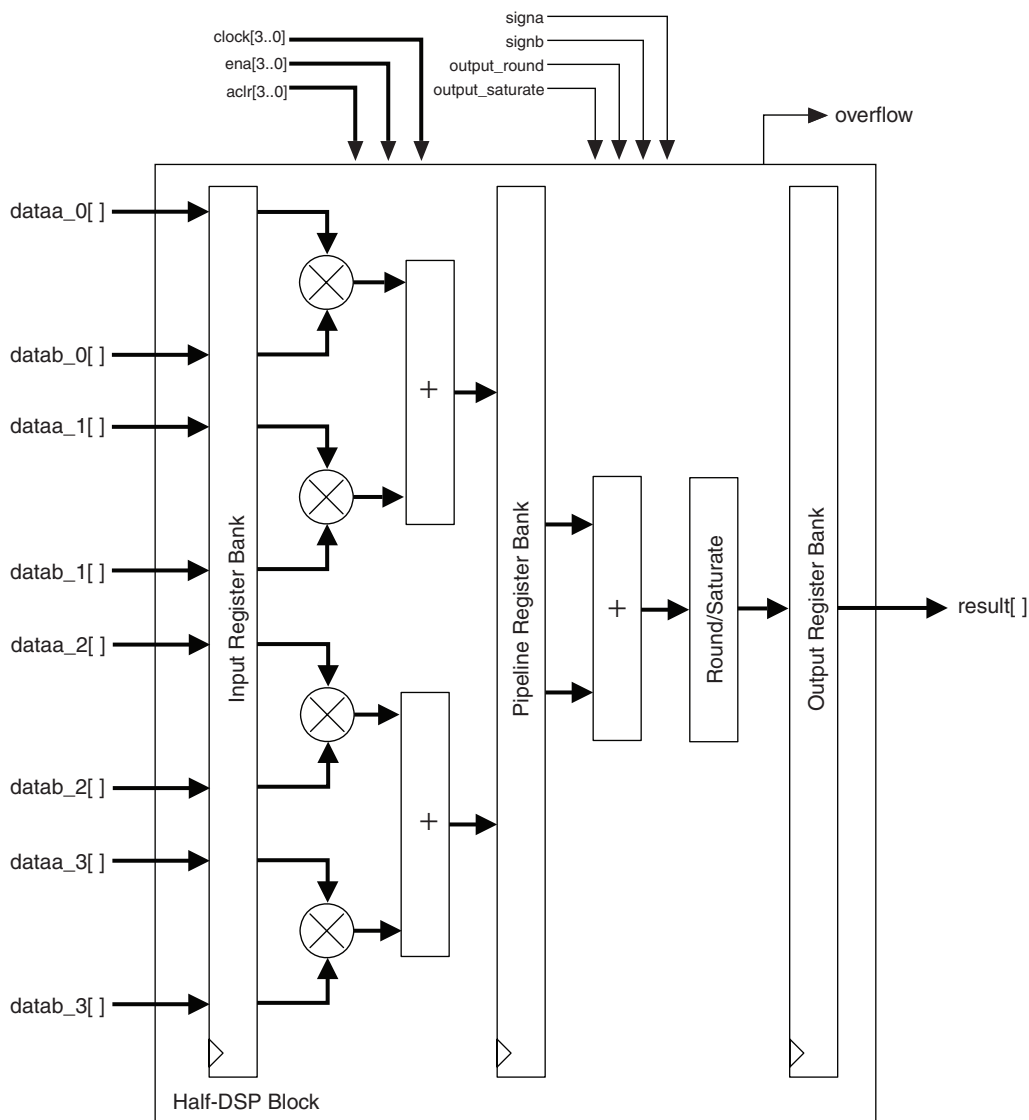 signa
clock[3..0]
signb
ena[3..0]
output_round
aclr[3..0]
output_saturate
overflow
dataa_0[ ]
datab_0[ ]
+
dataa_1[ ]
datab_1[ ]
Input Register Bank
Pipeline Register Bank
+
Round/Saturate
Output Register Bank
result[ ]
dataa_2[ ]
datab_2[ ]
+
dataa_3[ ]
datab_3[ ]
Half-DSP Block